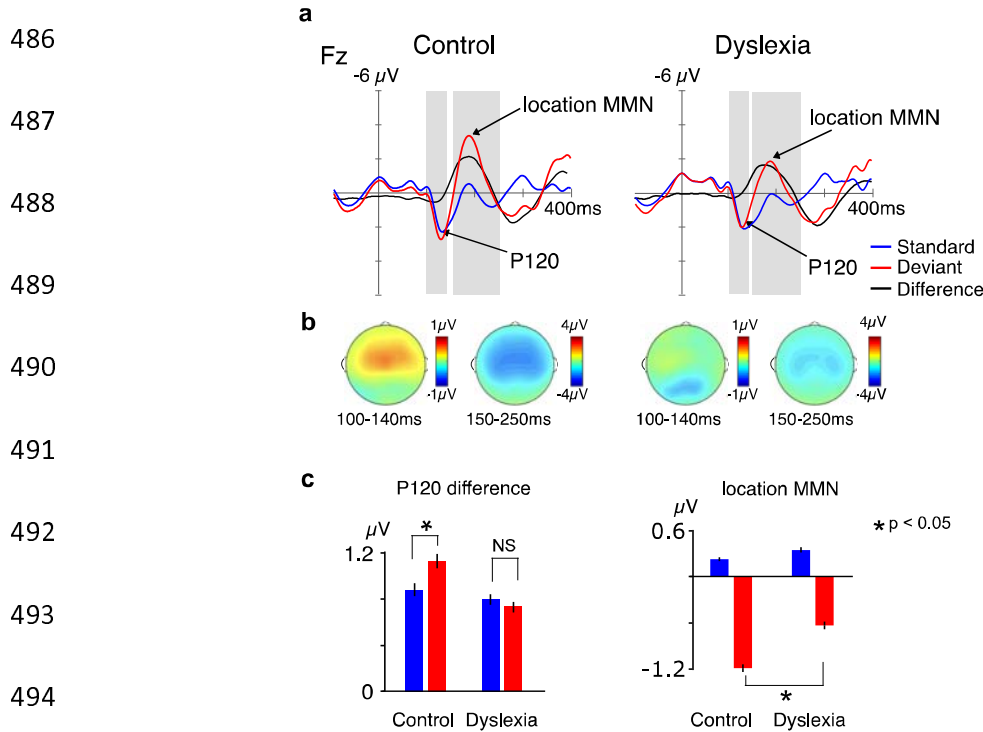 a
486
Control
Dyslexia
Fz
-6 µV
-6 µV
location MMN
location MMN
487
488
400ms
400ms
P120
P120
Standard
Deviant
Difference
489
b
1µV
4µV
1µV
4µV
490
-1µV
-4µV
-1µV
-4µV
100-140ms
150-250ms
100-140ms
150-250ms
491
c
P120 difference
location MMN
492
µV
*
NS
µV
* p < 0.05
1.2
0.6
493
-1.2
494
0
*
Control
Dyslexia
Control
Dyslexia